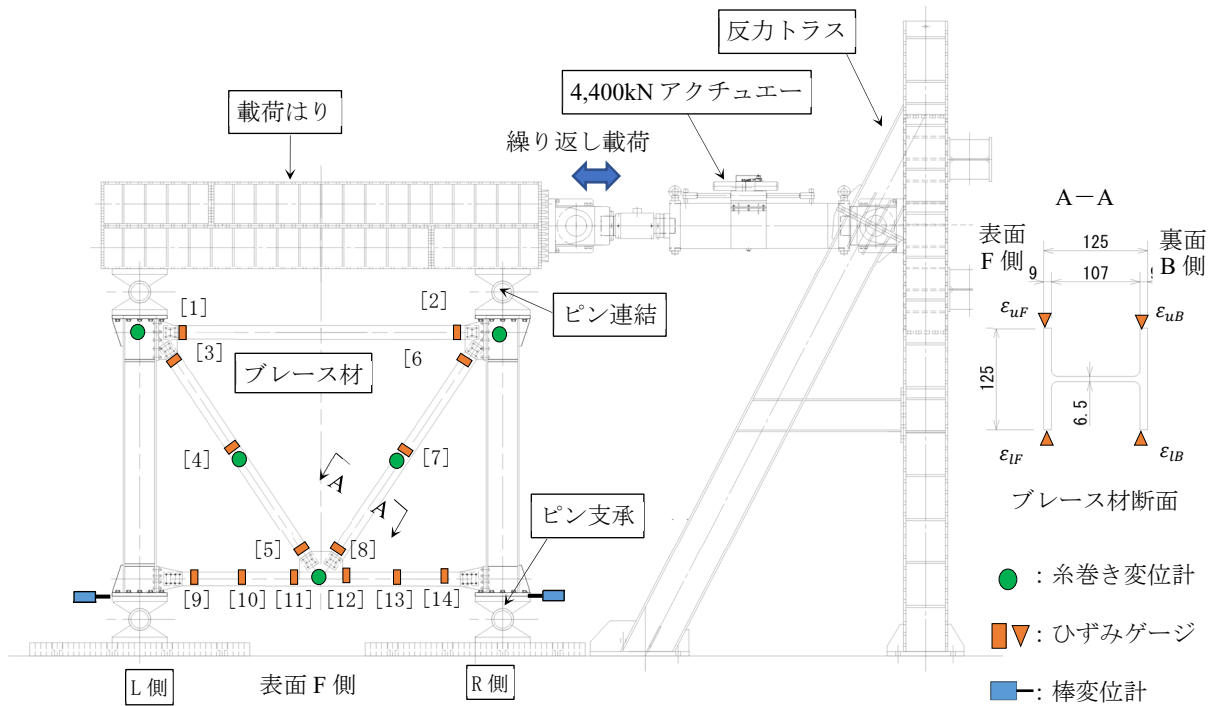 反力トラス
4,400kN アクチュエー
載荷はり
繰り返し載荷
A－A
表面
F 側
裏面
B 側
125
9
107
9
εuF
εuB
125
6.5
εlF
εlB
ブレース材断面
[1]
[2]
ピン連結
[3]
[6]
ブレース材
[4]
[7]
A
A
ピン支承
[5]
[8]
[9]
[10]
[11]
[12]
[13]
[14]
L 側
表面 F 側
R 側
：糸巻き変位計
：ひずみゲージ
：棒変位計